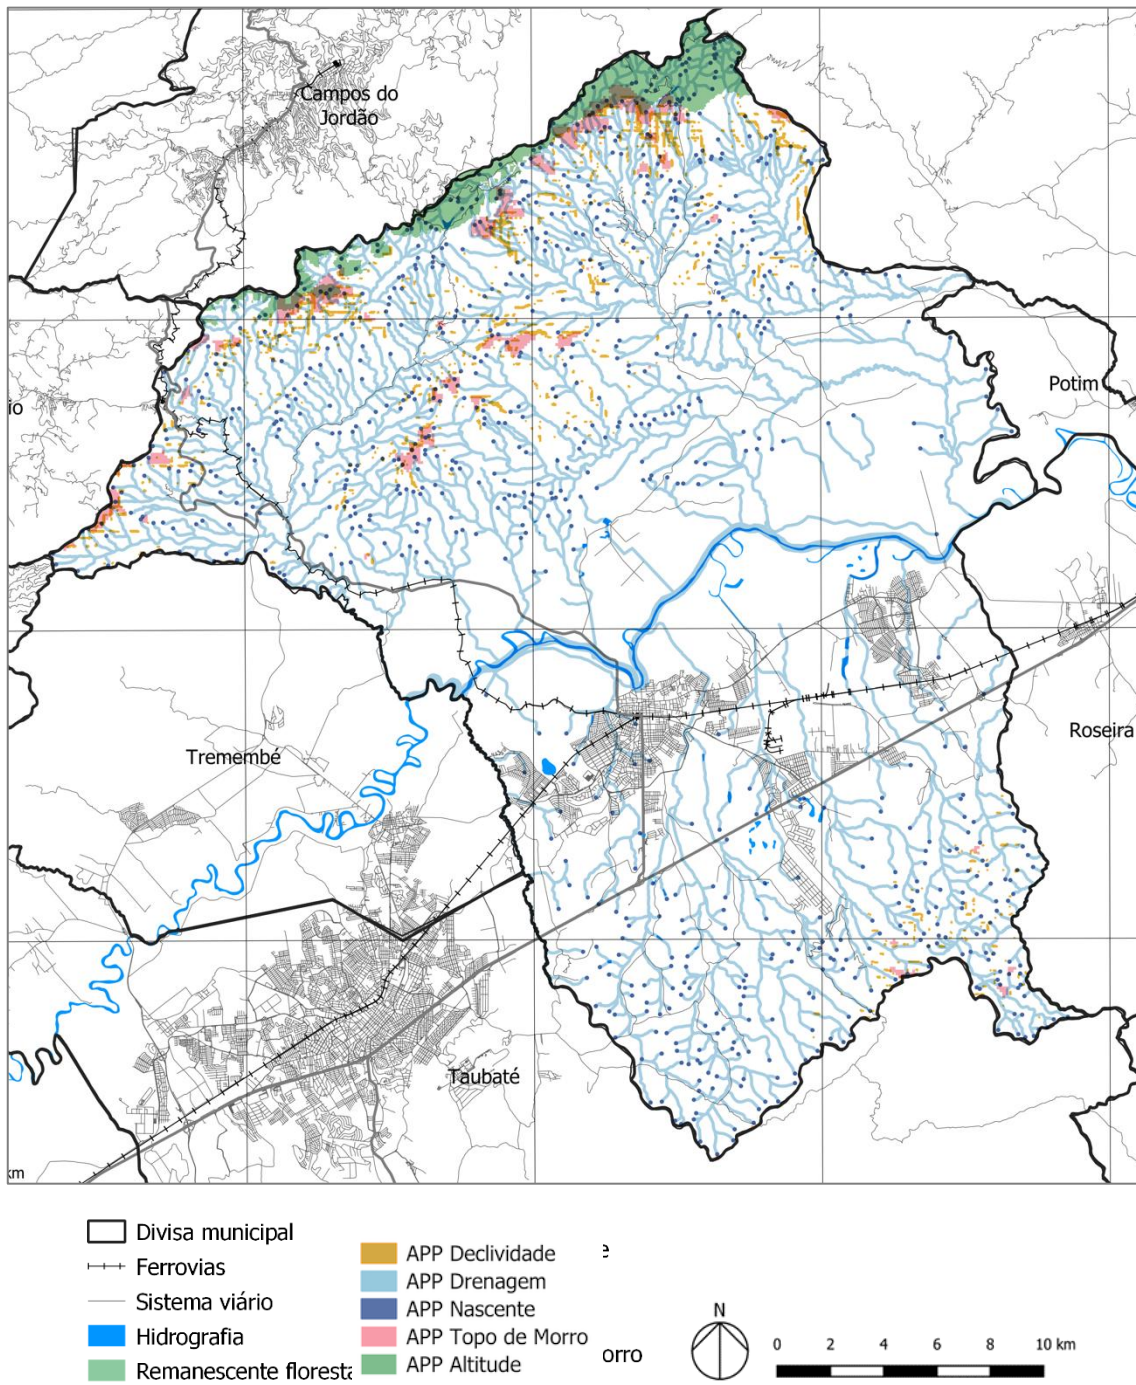 Campos do
Jordão
io
Potim
Tremembé
Roseira
Taubaté
km
Divisa municipal
Ferrovias
Sistema viário
Hidrografia
Remanescente floresta
APP Declividade
APP Drenagem
APP Nascente
APP Topo de Morro
APP Altitude
e
orro
N
0 2 4 6 8 10 km